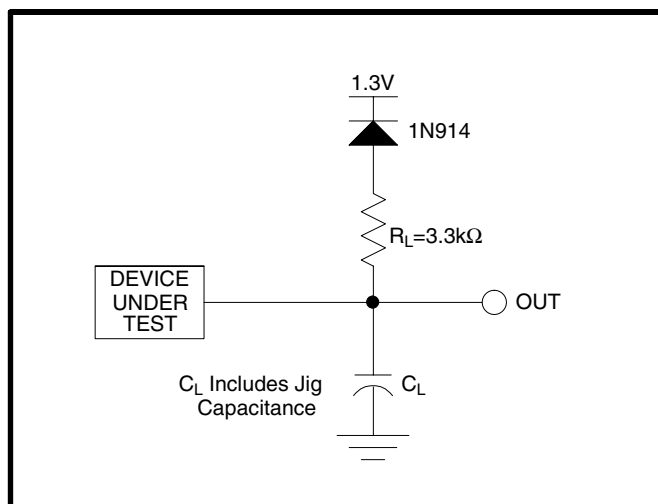 1.3V
1N914
R_L=3.3kΩ
DEVICE
UNDER
TEST
OUT
C_L Includes Jig
Capacitance
C_L